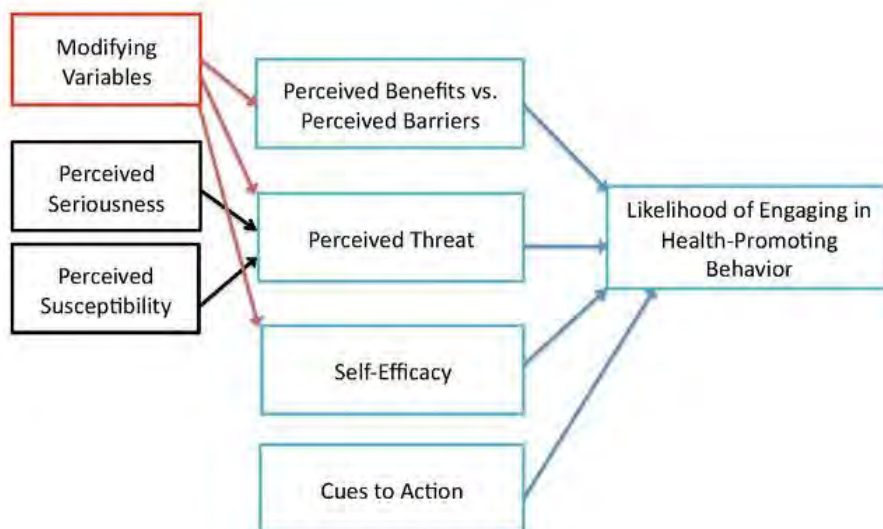 Modifying
Variables
Perceived
Seriousness
Perceived
Susceptibility
Perceived Benefits vs.
Perceived Barriers
Perceived Threat
Self-Efficacy
Cues to Action
Likelihood of Engaging in
Health-Promoting
Behavior